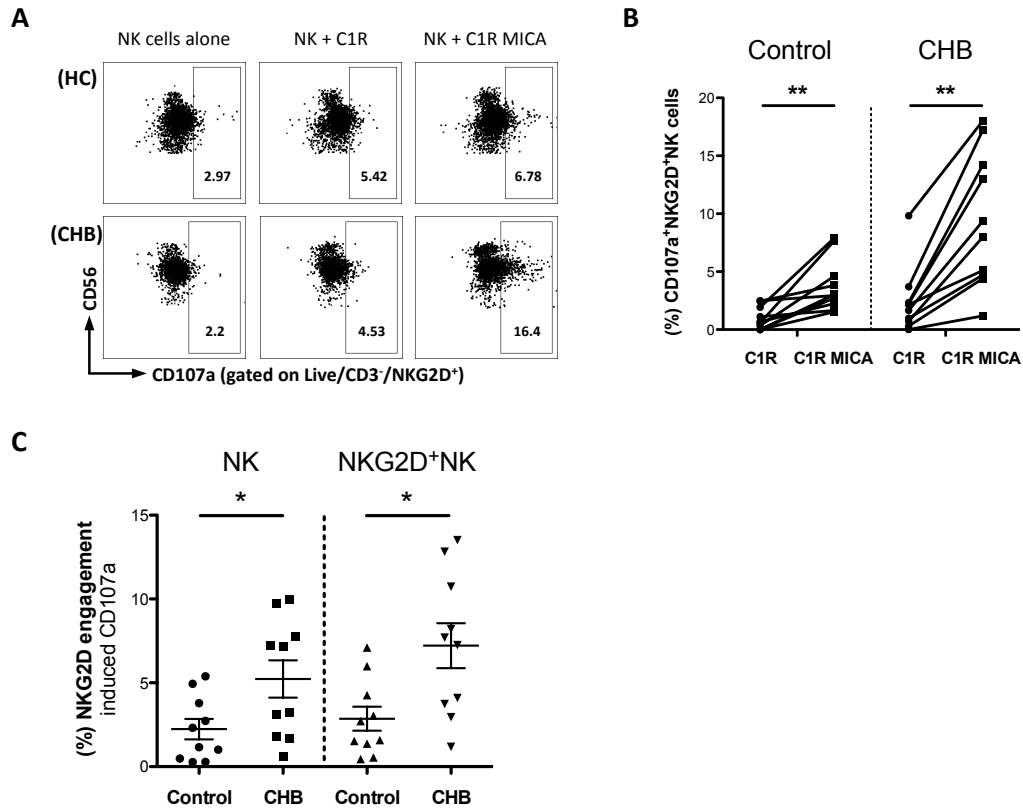 A
NK cells alone NK + C1R NK + C1R MICA
(HC)
2.97 5.42 6.78
(CHB)
2.2 4.53 16.4
CD56
CD107a (gated on Live/CD3⁻/NKG2D⁺)
B
Control CHB
** **
(%) CD107a⁺NKG2D⁺NK cells
20
15
10
5
0
C1R C1R MICA C1R C1R MICA
C
NK NKG2D⁺NK
* *
(%) NKG2D engagement
induced CD107a
15
10
5
0
Control CHB Control CHB